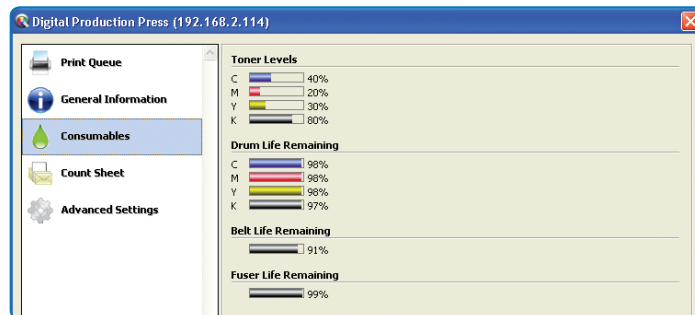 Digital Production Press (192.168.2.114)
Print Queue
General Information
Consumables
Count Sheet
Advanced Settings
Toner Levels
C 40%
M 20%
Y 30%
K 80%
Drum Life Remaining
C 98%
M 98%
Y 98%
K 97%
Belt Life Remaining
91%
Fuser Life Remaining
99%